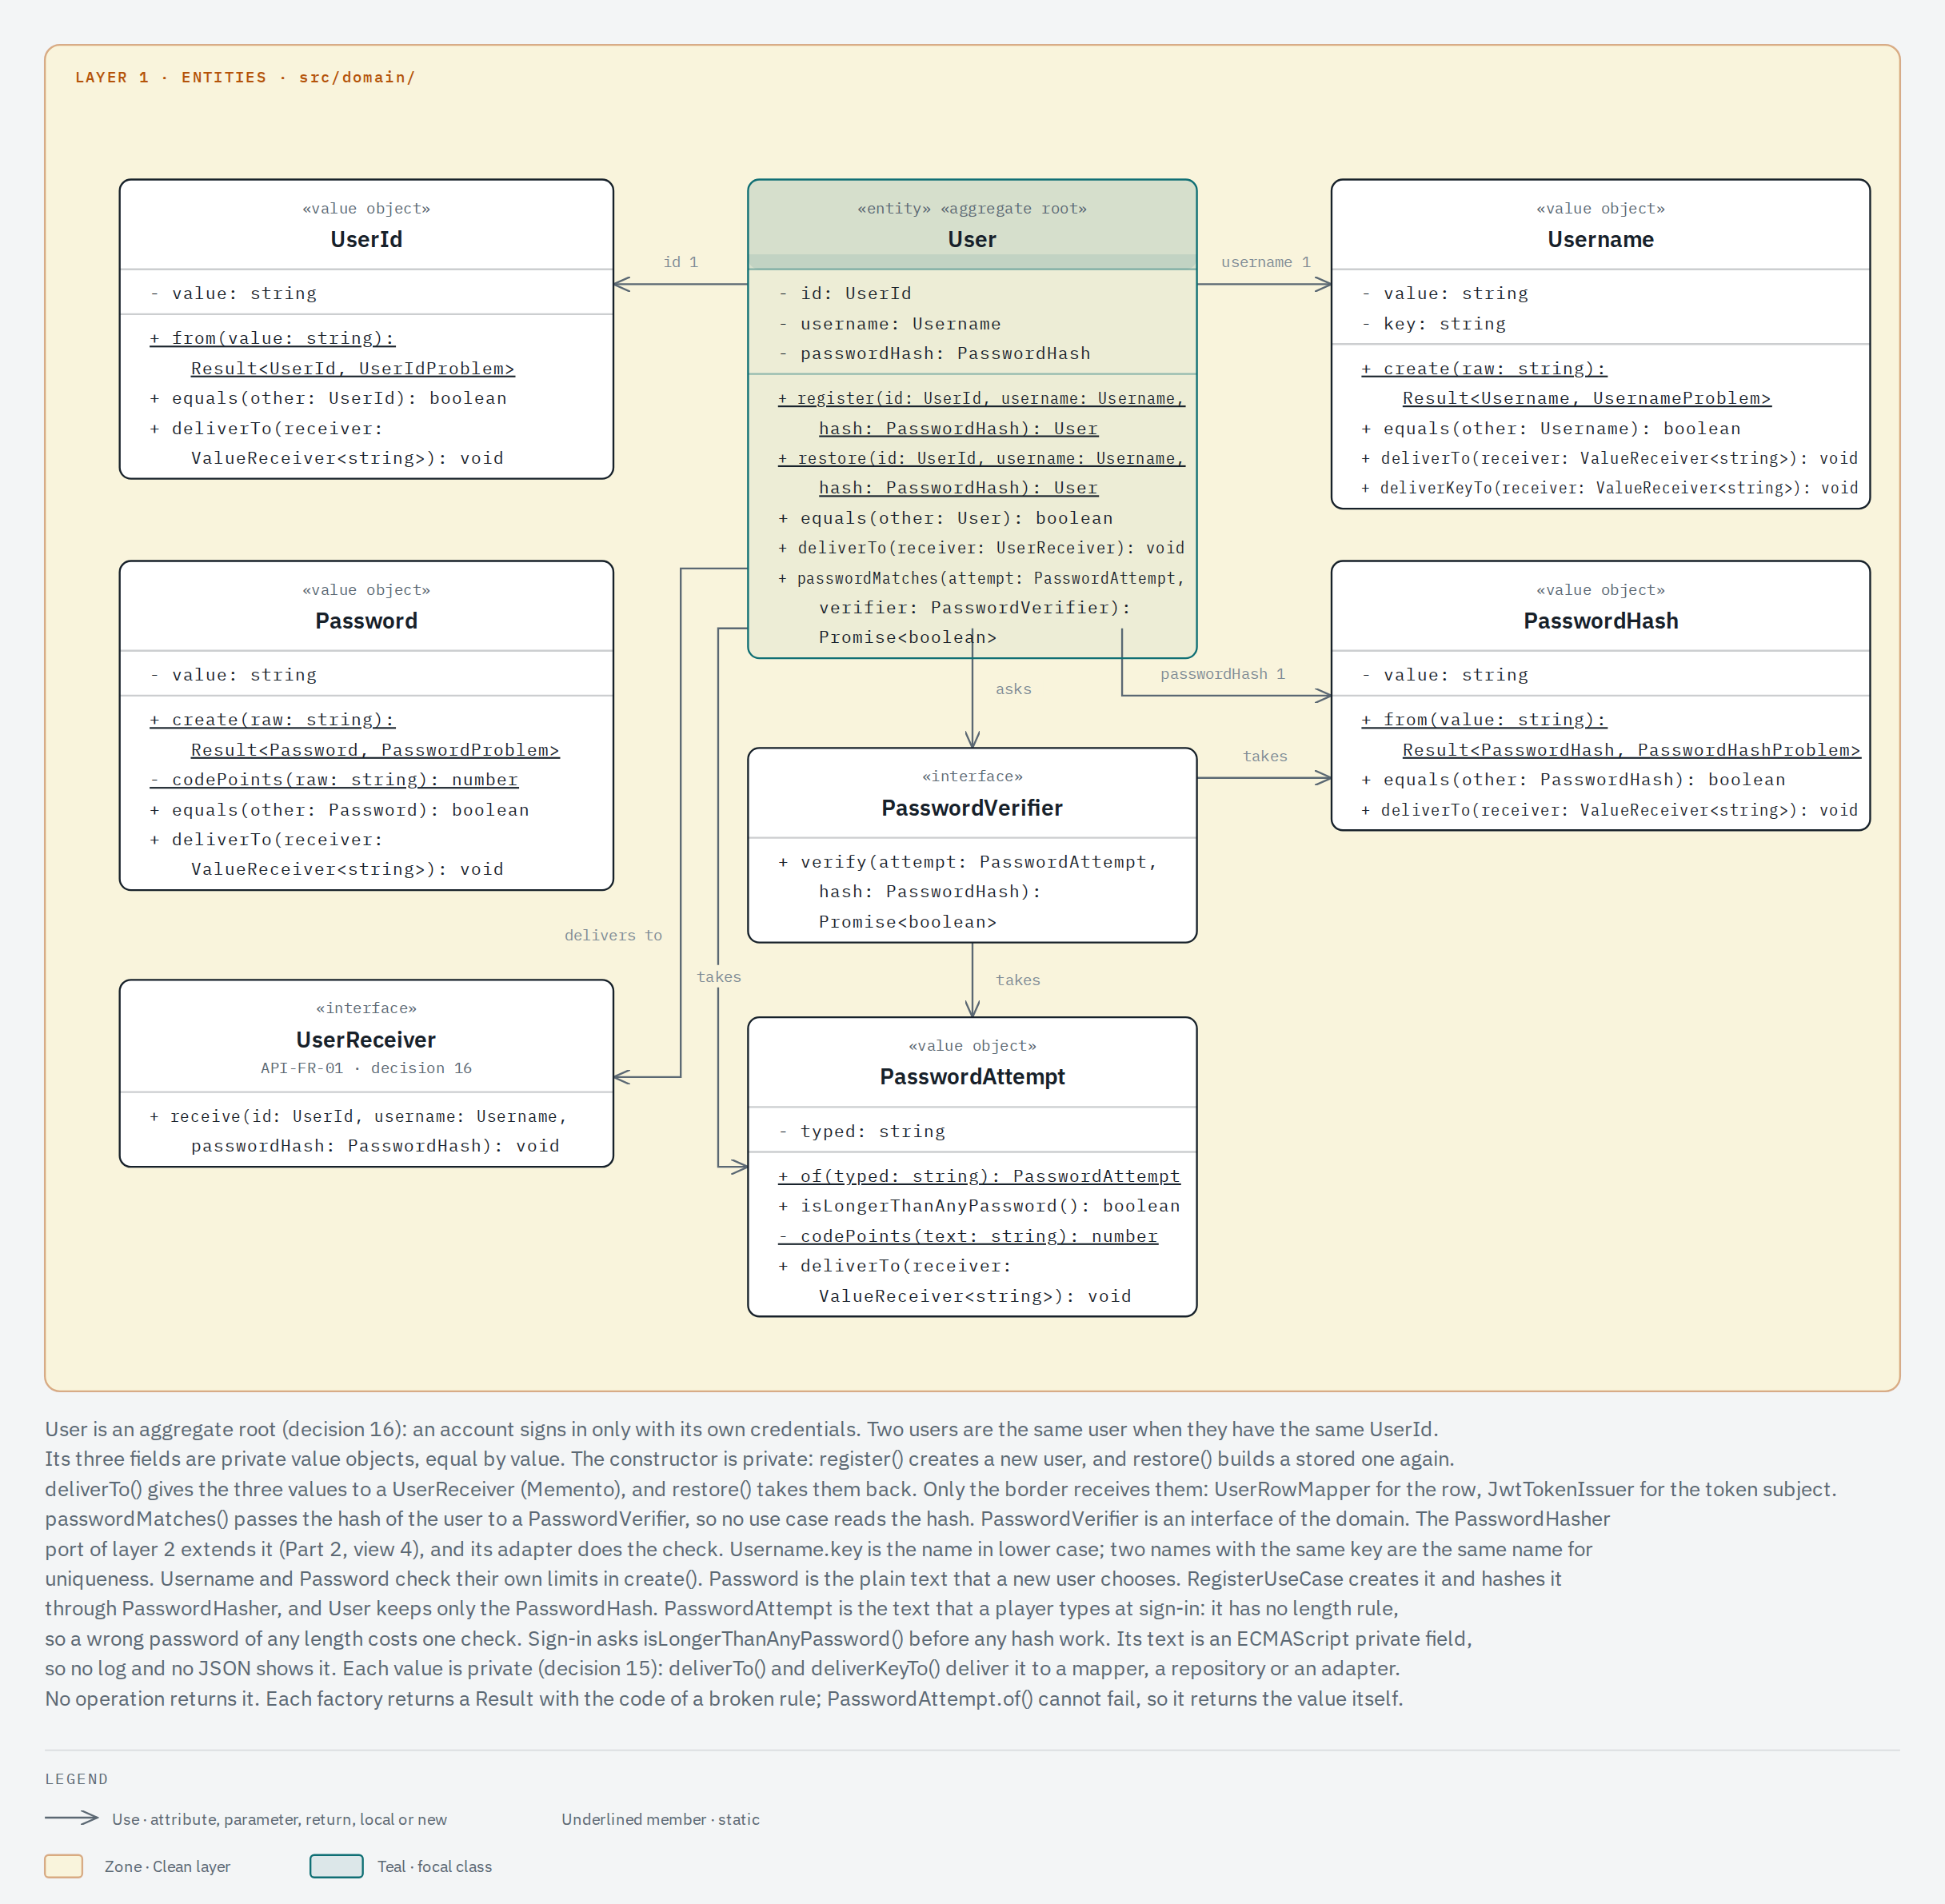 LAYER 1 · ENTITIES · src/domain/
«value object»
UserId
- value: string
+ from(value: string):
Result<UserId, UserIdProblem>
+ equals(other: UserId): boolean
+ deliverTo(receiver:
ValueReceiver<string>): void
id 1
«entity» «aggregate root»
User
- id: UserId
- username: Username
- passwordHash: PasswordHash
+ register(id: UserId, username: Username,
hash: PasswordHash): User
+ restore(id: UserId, username: Username,
hash: PasswordHash): User
+ equals(other: User): boolean
+ deliverTo(receiver: UserReceiver): void
+ passwordMatches(attempt: PasswordAttempt,
verifier: PasswordVerifier):
Promise<boolean>
username 1
«value object»
Username
- value: string
- key: string
+ create(raw: string):
Result<Username, UsernameProblem>
+ equals(other: Username): boolean
+ deliverTo(receiver: ValueReceiver<string>): void
+ deliverKeyTo(receiver: ValueReceiver<string>): void
«value object»
Password
- value: string
+ create(raw: string):
Result<Password, PasswordProblem>
- codePoints(raw: string): number
+ equals(other: Password): boolean
+ deliverTo(receiver:
ValueReceiver<string>): void
asks
passwordHash 1
takes
«value object»
PasswordHash
- value: string
+ from(value: string):
Result<PasswordHash, PasswordHashProblem>
+ equals(other: PasswordHash): boolean
+ deliverTo(receiver: ValueReceiver<string>): void
«interface»
PasswordVerifier
+ verify(attempt: PasswordAttempt,
hash: PasswordHash):
Promise<boolean>
delivers to
takes
takes
«interface»
UserReceiver
API-FR-01 · decision 16
+ receive(id: UserId, username: Username,
passwordHash: PasswordHash): void
«value object»
PasswordAttempt
- typed: string
+ of(typed: string): PasswordAttempt
+ isLongerThanAnyPassword(): boolean
- codePoints(text: string): number
+ deliverTo(receiver:
ValueReceiver<string>): void
User is an aggregate root (decision 16): an account signs in only with its own credentials. Two users are the same user when they have the same UserId.
Its three fields are private value objects, equal by value. The constructor is private: register() creates a new user, and restore() builds a stored one again.
deliverTo() gives the three values to a UserReceiver (Memento), and restore() takes them back. Only the border receives them: UserRowMapper for the row, JwtTokenIssuer for the token subject.
passwordMatches() passes the hash of the user to a PasswordVerifier, so no use case reads the hash. PasswordVerifier is an interface of the domain. The PasswordHasher
port of layer 2 extends it (Part 2, view 4), and its adapter does the check. Username.key is the name in lower case; two names with the same key are the same name for
uniqueness. Username and Password check their own limits in create(). Password is the plain text that a new user chooses. RegisterUseCase creates it and hashes it
through PasswordHasher, and User keeps only the PasswordHash. PasswordAttempt is the text that a player types at sign-in: it has no length rule,
so a wrong password of any length costs one check. Sign-in asks isLongerThanAnyPassword() before any hash work. Its text is an ECMAScript private field,
so no log and no JSON shows it. Each value is private (decision 15): deliverTo() and deliverKeyTo() deliver it to a mapper, a repository or an adapter.
No operation returns it. Each factory returns a Result with the code of a broken rule; PasswordAttempt.of() cannot fail, so it returns the value itself.
LEGEND
Use · attribute, parameter, return, local or new
Underlined member · static
Zone · Clean layer
Teal · focal class